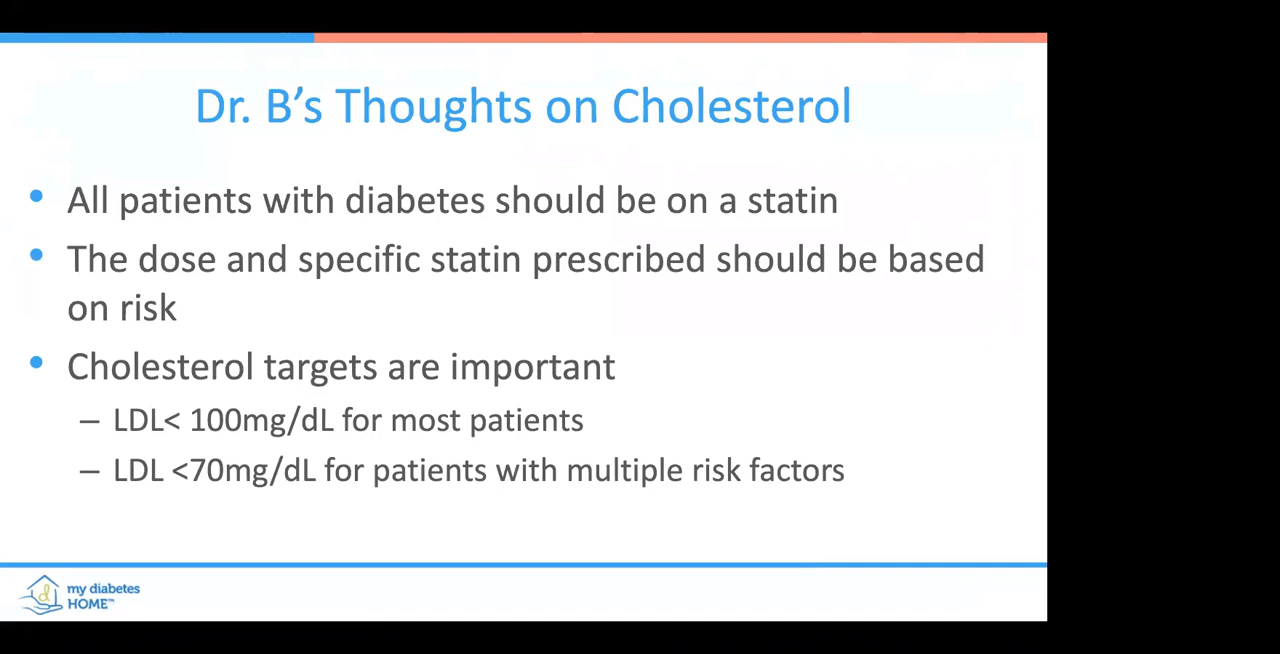 Dr. B’s Thoughts on Cholesterol
• All patients with diabetes should be on a statin
• The dose and specific statin prescribed should be based
on risk
• Cholesterol targets are important
– LDL< 100mg/dL for most patients
– LDL <70mg/dL for patients with multiple risk factors
my diabetes
HOME™